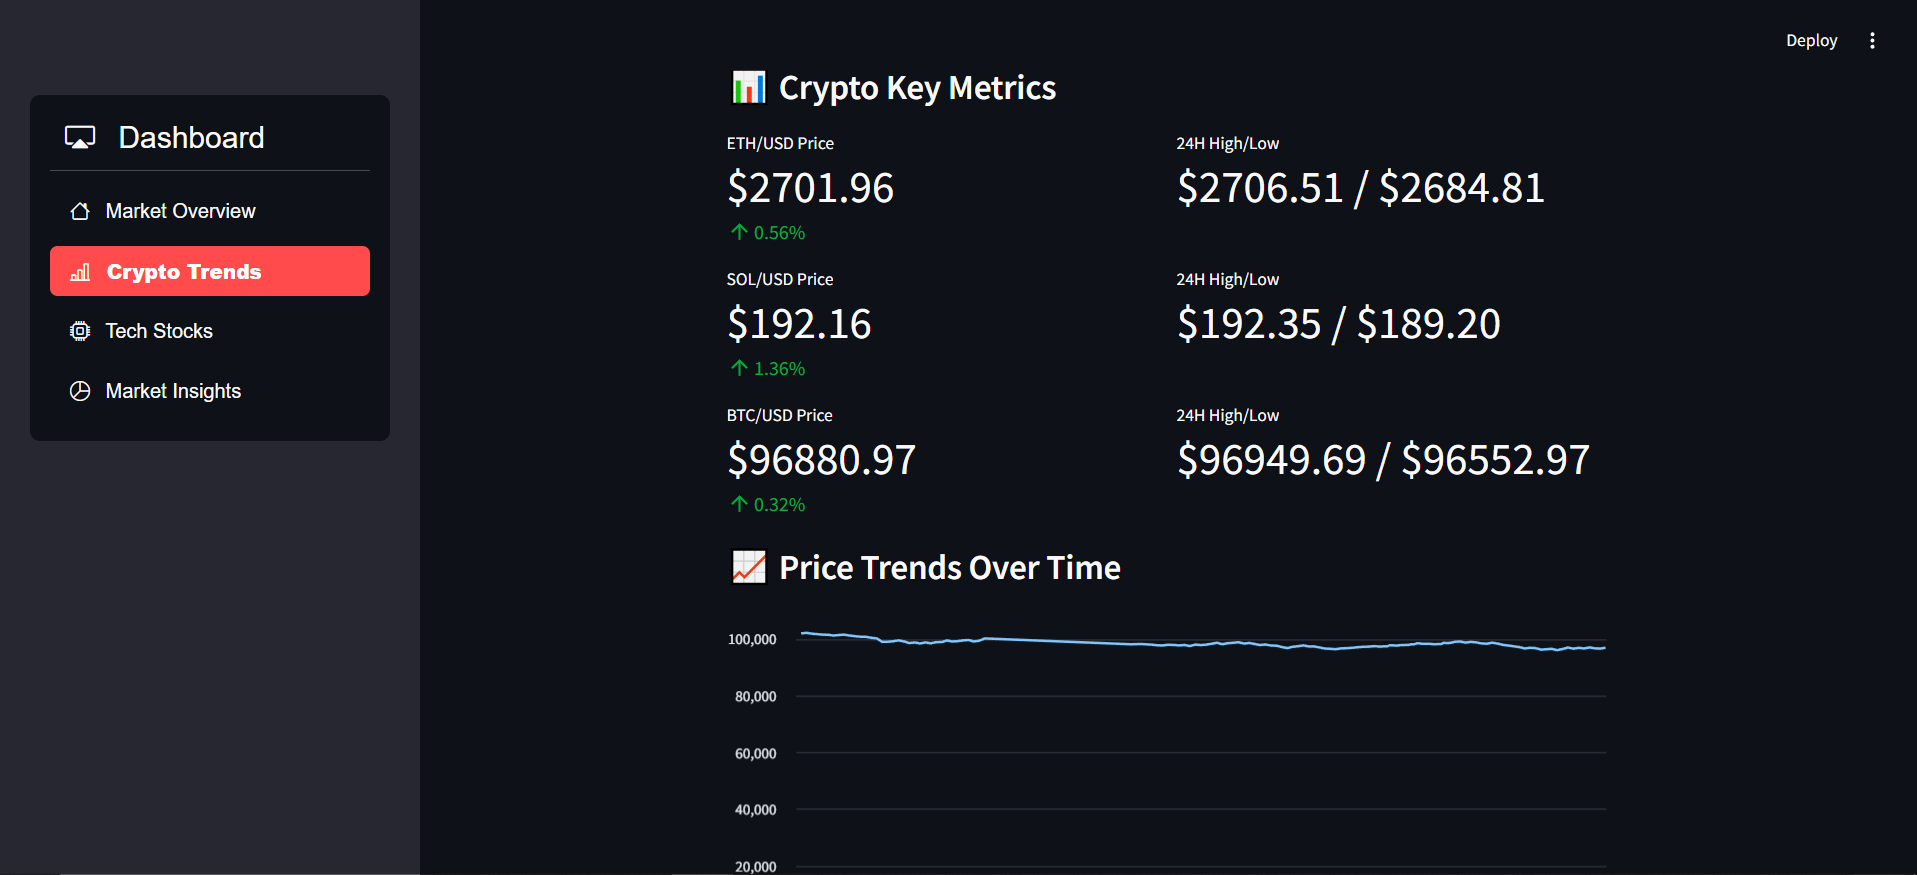 Deploy
Dashboard
Market Overview
Crypto Trends
Tech Stocks
Market Insights
Crypto Key Metrics
ETH/USD Price
$2701.96
0.56%
24H High/Low
$2706.51 / $2684.81
SOL/USD Price
$192.16
1.36%
24H High/Low
$192.35 / $189.20
BTC/USD Price
$96880.97
0.32%
24H High/Low
$96949.69 / $96552.97
Price Trends Over Time
100,000
80,000
60,000
40,000
20,000